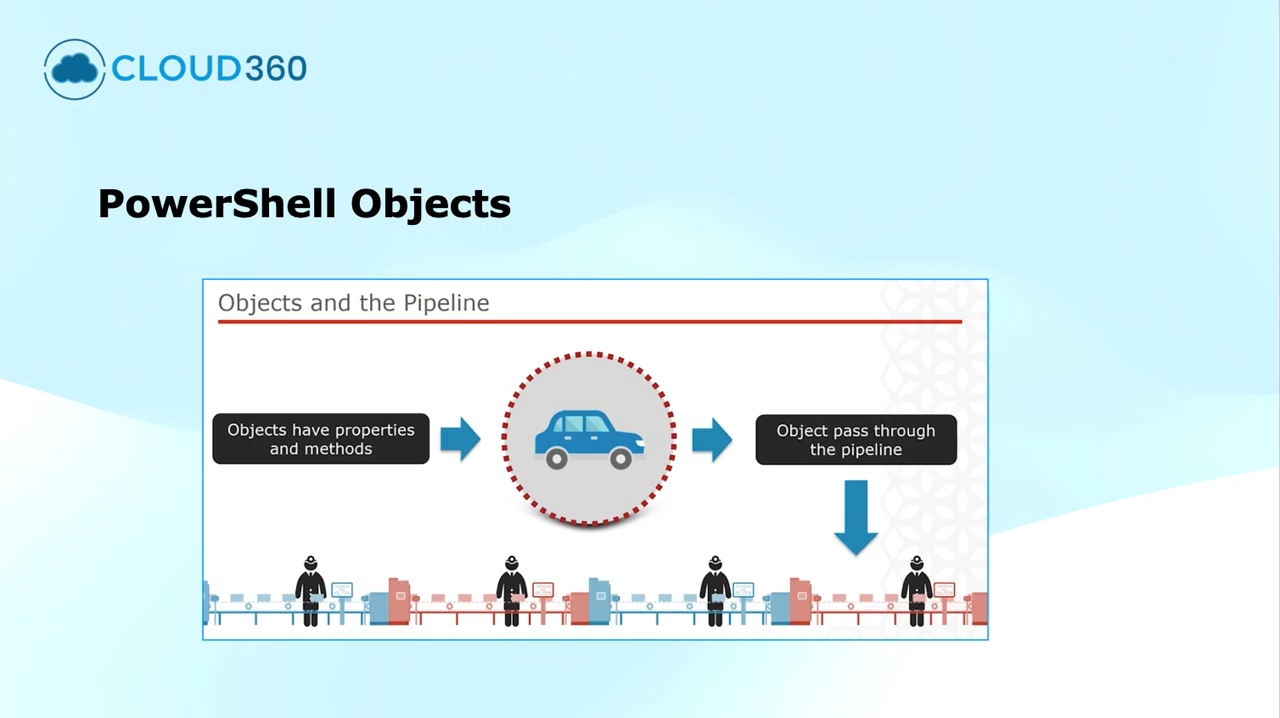 CLOUD360
PowerShell Objects
Objects and the Pipeline
Objects have properties
and methods
Object pass through
the pipeline